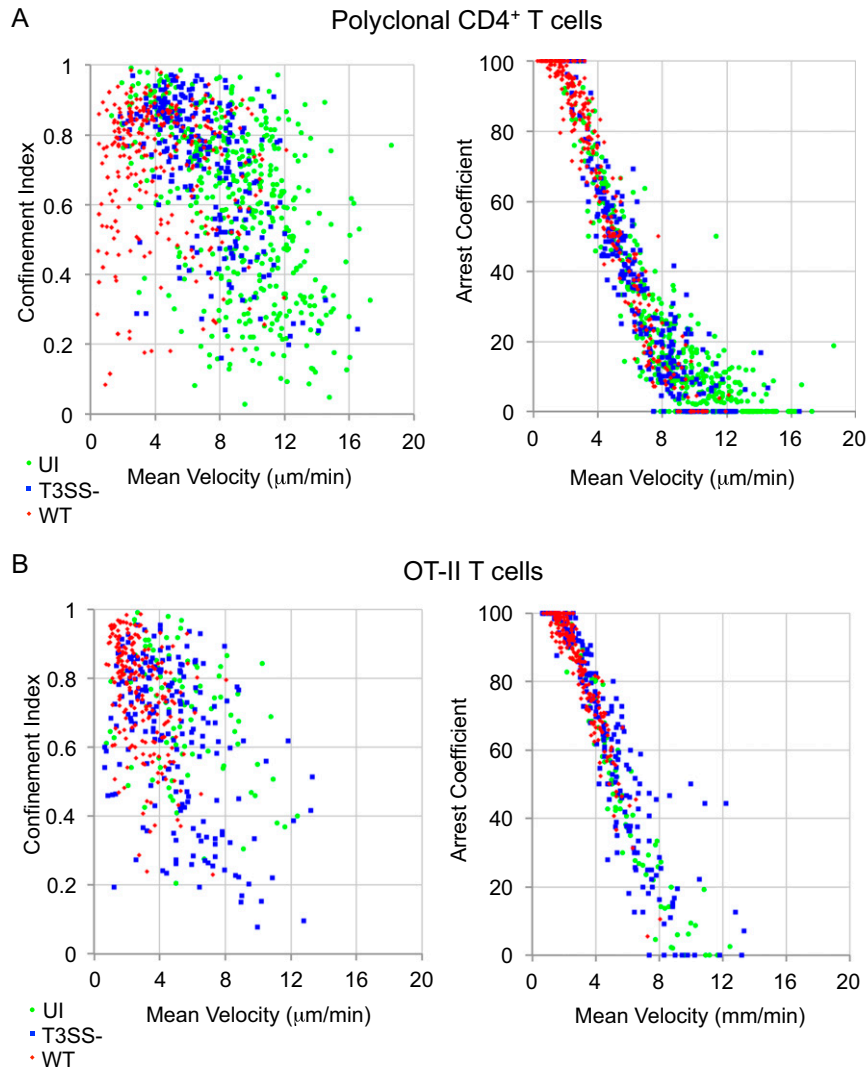 A
Polyclonal CD4⁺ T cells
1
0.8
0.6
0.4
0.2
0
Confinement Index
0 4 8 12 16 20
Mean Velocity (μm/min)
100
80
60
40
20
0
Arrest Coefficient
0 4 8 12 16 20
Mean Velocity (μm/min)
UI
T3SS-
WT
B
OT-II T cells
1
0.8
0.6
0.4
0.2
0
Confinement Index
0 4 8 12 16 20
Mean Velocity (μm/min)
100
80
60
40
20
0
Arrest Coefficient
0 4 8 12 16 20
Mean Velocity (mm/min)
UI
T3SS-
WT